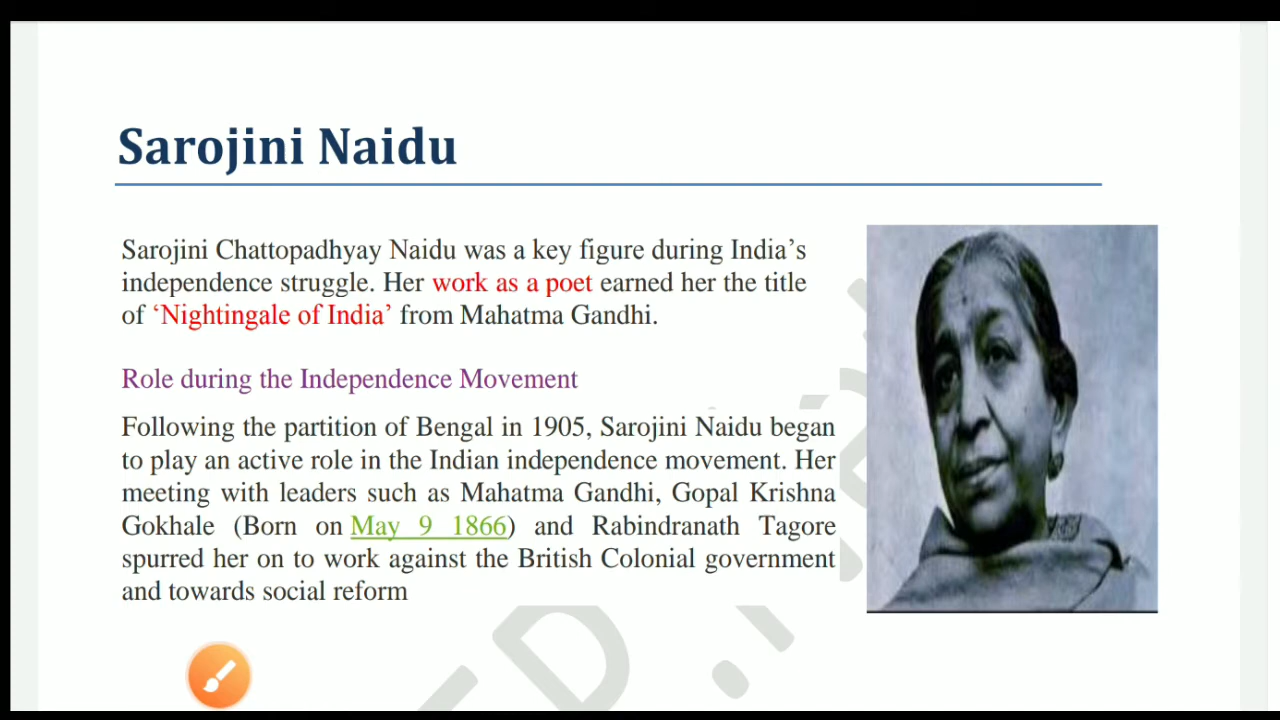 Sarojini Naidu
Sarojini Chattopadhyay Naidu was a key figure during India’s
independence struggle. Her work as a poet earned her the title
of ‘Nightingale of India’ from Mahatma Gandhi.
Role during the Independence Movement
Following the partition of Bengal in 1905, Sarojini Naidu began
to play an active role in the Indian independence movement. Her
meeting with leaders such as Mahatma Gandhi, Gopal Krishna
Gokhale (Born on May 9 1866) and Rabindranath Tagore
spurred her on to work against the British Colonial government
and towards social reform